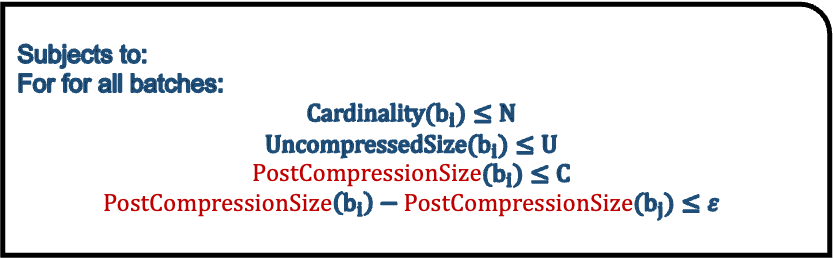 Subjects to:
For for all batches:
Cardinality(bᵢ) ≤ N
UncompressedSize(bᵢ) ≤ U
PostCompressionSize(bᵢ) ≤ C
PostCompressionSize(bᵢ) − PostCompressionSize(bⱼ) ≤ ε